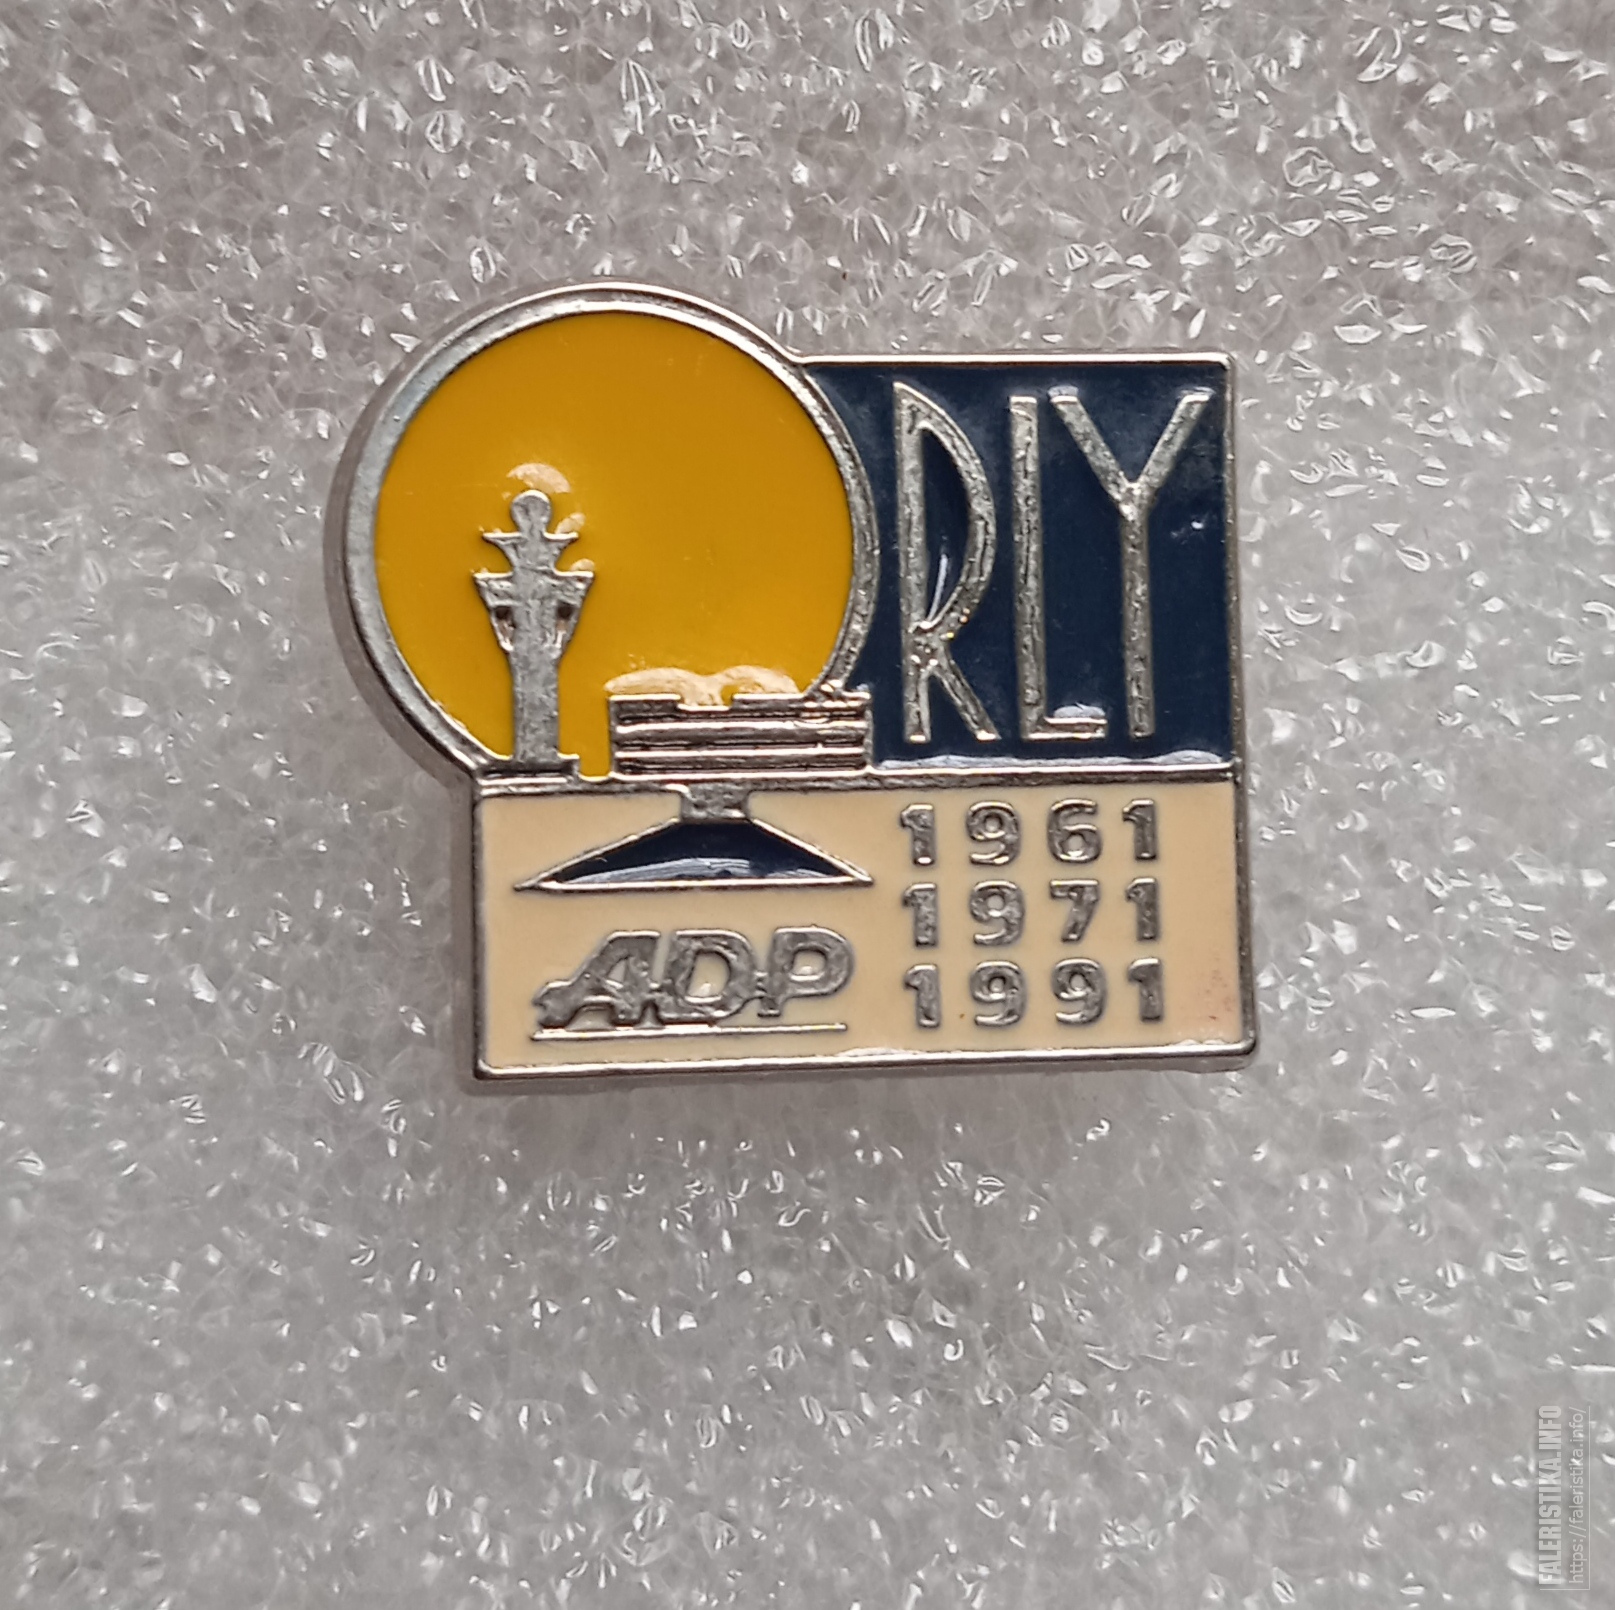 ORLY
1961
1971
1991
ADP
FALERISTIKA.INFO
https://faleristika.info/